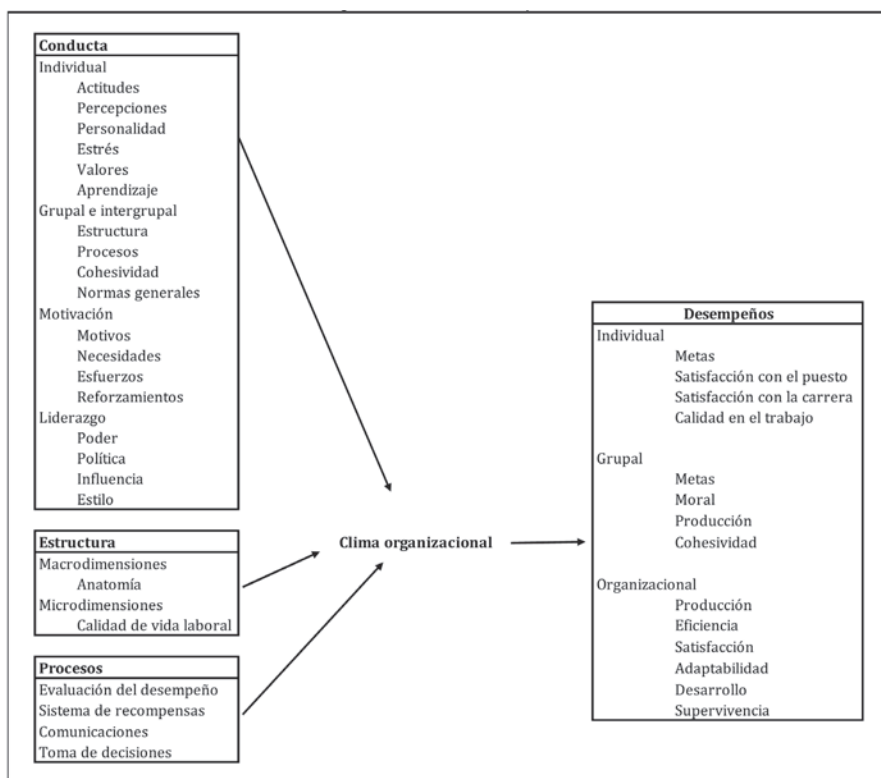 Conducta
Individual
Actitudes
Percepciones
Personalidad
Estrés
Valores
Aprendizaje
Grupal e intergrupal
Estructura
Procesos
Cohesividad
Normas generales
Motivación
Motivos
Necesidades
Esfuerzos
Reforzamientos
Liderazgo
Poder
Política
Influencia
Estilo
Estructura
Macrodimensiones
Anatomía
Microdimensiones
Calidad de vida laboral
Procesos
Evaluación del desempeño
Sistema de recompensas
Comunicaciones
Toma de decisiones
Clima organizacional
Desempeños
Individual
Metas
Satisfacción con el puesto
Satisfacción con la carrera
Calidad en el trabajo
Grupal
Metas
Moral
Producción
Cohesividad
Organizacional
Producción
Eficiencia
Satisfacción
Adaptabilidad
Desarrollo
Supervivencia